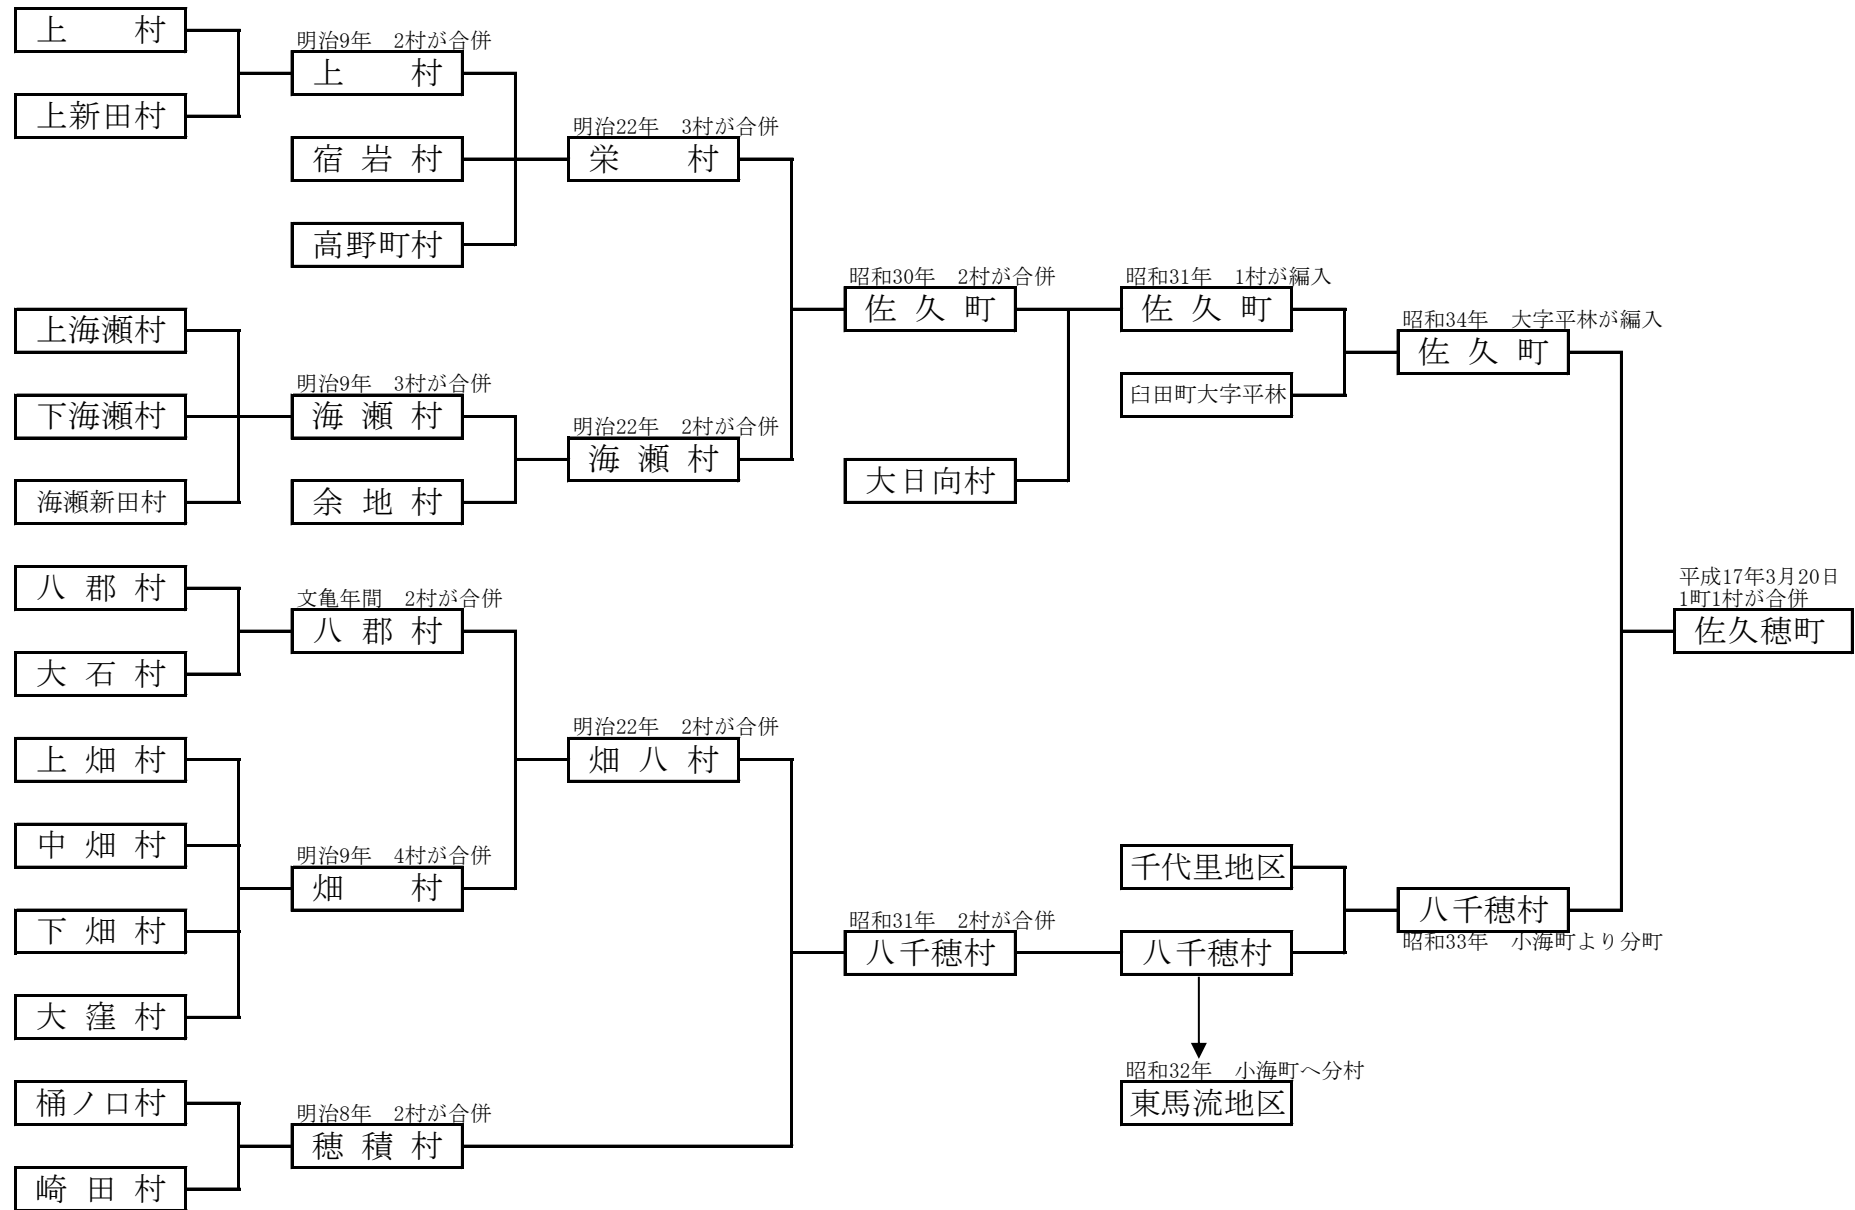 上　村
上新田村
上海瀬村
下海瀬村
海瀬新田村
八郡村
大石村
上畑村
中畑村
下畑村
大窪村
桶ノ口村
崎田村
明治9年　2村が合併
上　村
宿岩村
高野町村
明治9年　3村が合併
海瀬村
余地村
文亀年間　2村が合併
八郡村
明治9年　4村が合併
畑　村
明治8年　2村が合併
穂積村
明治22年　3村が合併
栄　村
明治22年　2村が合併
海瀬村
明治22年　2村が合併
畑八村
昭和30年　2村が合併
佐久町
大日向村
昭和31年　2村が合併
八千穂村
昭和31年　1村が編入
佐久町
臼田町大字平林
千代里地区
八千穂村
昭和32年　小海町へ分村
東馬流地区
昭和34年　大字平林が編入
佐久町
八千穂村
昭和33年　小海町より分町
平成17年3月20日
1町1村が合併
佐久穂町